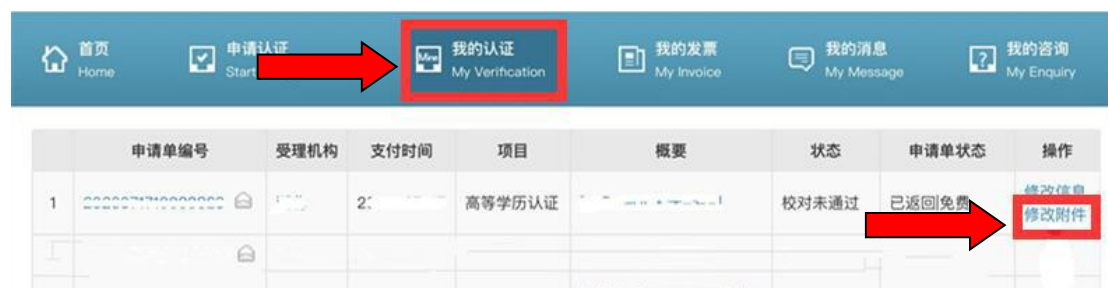 首页
Home
申请认证
Start
我的认证
My Verification
我的发票
My Invoice
我的消息
My Message
我的咨询
My Enquiry
申请单编号 受理机构 支付时间 项目 概要 状态 申请单状态 操作
1 高等学历认证 校对未通过 已返回|免费 修改信息
修改附件